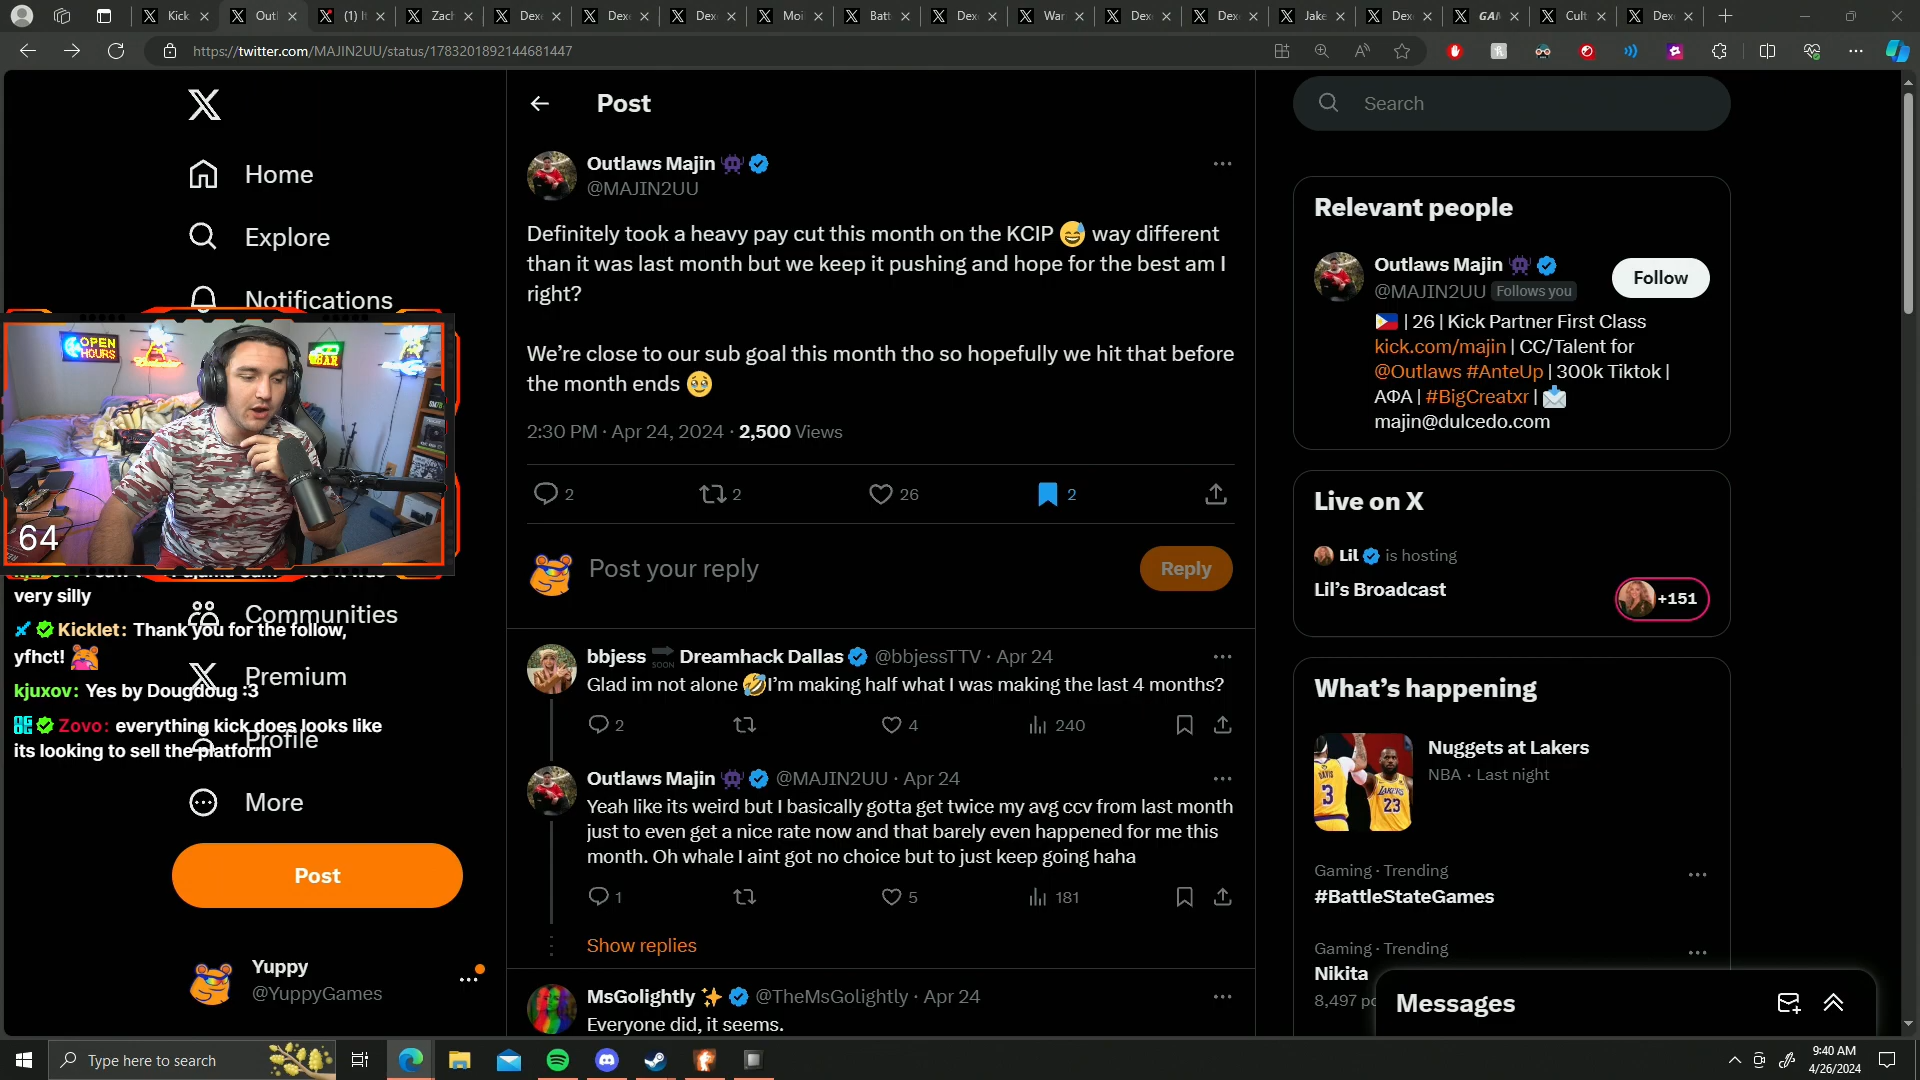 Kick
Outl
(1) It
Zach
Dexe
Dexe
Dexe
Moi
Batt
Dexe
War
Dexe
Dexe
Jake
Dexe
GAM
Cult
Dexe
https://twitter.com/MAJIN2UU/status/1783201892144681447
Home
Explore
Notifications
Communities
Premium
Profile
More
Post
Yuppy
@YuppyGames
OPEN
HOURS
BAR
64
very silly
Kicklet: Thank you for the follow,
yfhct!
kjuxov: Yes by Dougdoug :3
Zovo: everything kick does looks like
its looking to sell the platform
Post
Outlaws Majin
@MAJIN2UU
Definitely took a heavy pay cut this month on the KCIP 😅 way different
than it was last month but we keep it pushing and hope for the best am I
right?
We’re close to our sub goal this month tho so hopefully we hit that before
the month ends 🥹
2:30 PM · Apr 24, 2024 · 2,500 Views
2
2
26
2
Post your reply
Reply
bbjess 🔜 Dreamhack Dallas @bbjessTTV · Apr 24
Glad im not alone 🤣I’m making half what I was making the last 4 months?
2
4
240
Outlaws Majin @MAJIN2UU · Apr 24
Yeah like its weird but I basically gotta get twice my avg ccv from last month
just to even get a nice rate now and that barely even happened for me this
month. Oh whale I aint got no choice but to just keep going haha
1
5
181
Show replies
MsGolightly ✨ @TheMsGolightly · Apr 24
Everyone did, it seems.
Search
Relevant people
Outlaws Majin
@MAJIN2UU Follows you
Follow
🇵🇭 | 26 | Kick Partner First Class
kick.com/majin | CC/Talent for
@Outlaws #AnteUp | 300k Tiktok |
ΑΦΑ | #BigCreatxr | 📩
majin@dulcedo.com
Live on X
Lil is hosting
Lil’s Broadcast
+151
What’s happening
Nuggets at Lakers
NBA · Last night
Gaming · Trending
#BattleStateGames
Gaming · Trending
Nikita
8,497 po
Messages
Type here to search
9:40 AM
4/26/2024